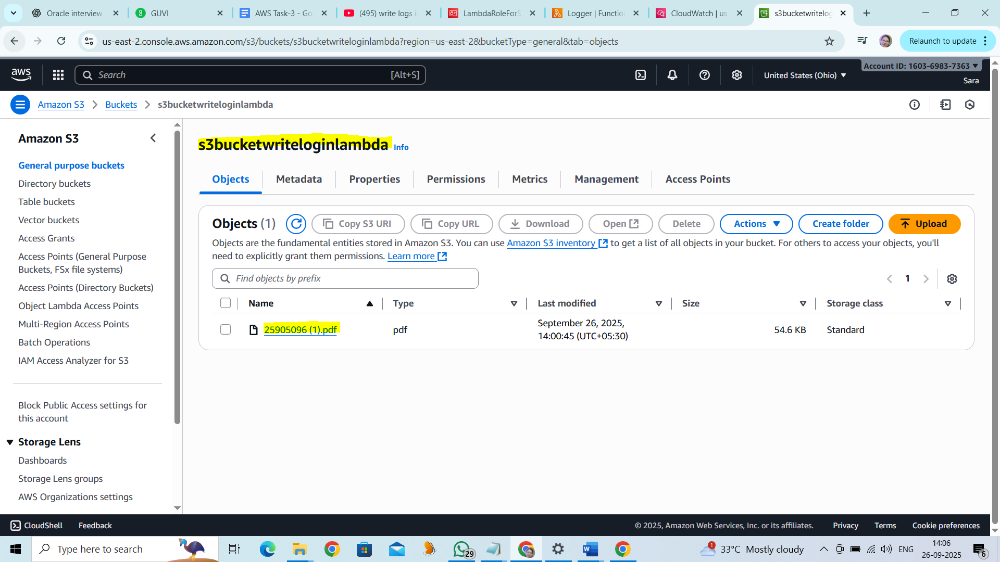 Oracle interview
GUVI
AWS Task-3 - Go
(495) write logs i
LambdaRoleForS
Logger | Functio
CloudWatch | us
s3bucketwritelog
us-east-2.console.aws.amazon.com/s3/buckets/s3bucketwriteloginlambda?region=us-east-2&bucketType=general&tab=objects
Relaunch to update
aws
Search
[Alt+S]
United States (Ohio)
Account ID: 1603-6983-7363
Sara
Amazon S3
Buckets
s3bucketwriteloginlambda
Amazon S3
General purpose buckets
Directory buckets
Table buckets
Vector buckets
Access Grants
Access Points (General Purpose
Buckets, FSx file systems)
Access Points (Directory Buckets)
Object Lambda Access Points
Multi-Region Access Points
Batch Operations
IAM Access Analyzer for S3
Block Public Access settings for
this account
Storage Lens
Dashboards
Storage Lens groups
AWS Organizations settings
s3bucketwriteloginlambda Info
Objects Metadata Properties Permissions Metrics Management Access Points
Objects (1)
Copy S3 URI
Copy URL
Download
Open
Delete
Actions
Create folder
Upload
Objects are the fundamental entities stored in Amazon S3. You can use Amazon S3 inventory to get a list of all objects in your bucket. For others to access your objects, you'll
need to explicitly grant them permissions. Learn more
Find objects by prefix
1
Name Type Last modified Size Storage class
25905096 (1).pdf pdf September 26, 2025, 14:00:45 (UTC+05:30) 54.6 KB Standard
CloudShell Feedback © 2025, Amazon Web Services, Inc. or its affiliates. Privacy Terms Cookie preferences
Type here to search
29
1
33°C Mostly cloudy
ENG
14:06
26-09-2025
6